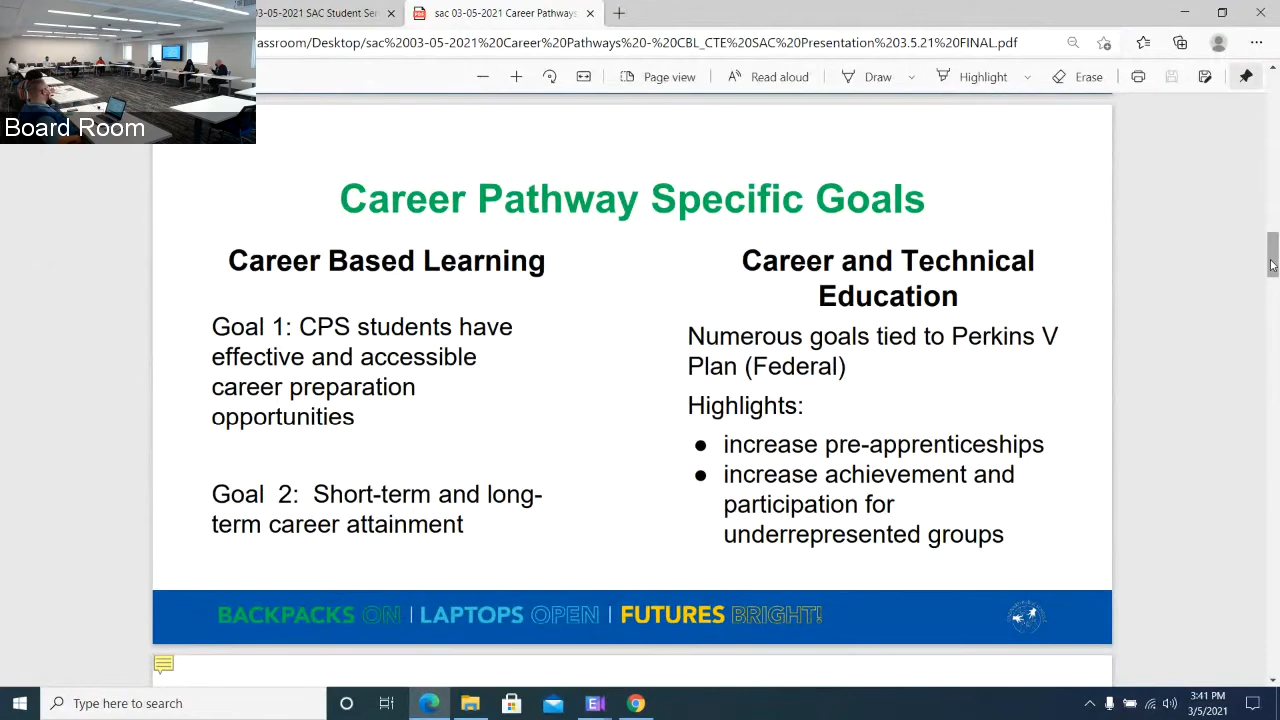 03-05-2021 BACP SAC Student Ser
sac 03-05-2021 Career Pathways
assroom/Desktop/sac%2003-05-2021%20Career%20Pathways%20-%20CBL_CTE%20SAC%20Presentation%203.5.21%20FINAL.pdf
Page view
Read aloud
Draw
Highlight
Erase
Board Room
Career Pathway Specific Goals
Career Based Learning
Goal 1: CPS students have
effective and accessible
career preparation
opportunities
Goal 2: Short-term and long-
term career attainment
Career and Technical
Education
Numerous goals tied to Perkins V
Plan (Federal)
Highlights:
● increase pre-apprenticeships
● increase achievement and
participation for
underrepresented groups
BACKPACKS ON | LAPTOPS OPEN | FUTURES BRIGHT!
Type here to search
3:41 PM
3/5/2021